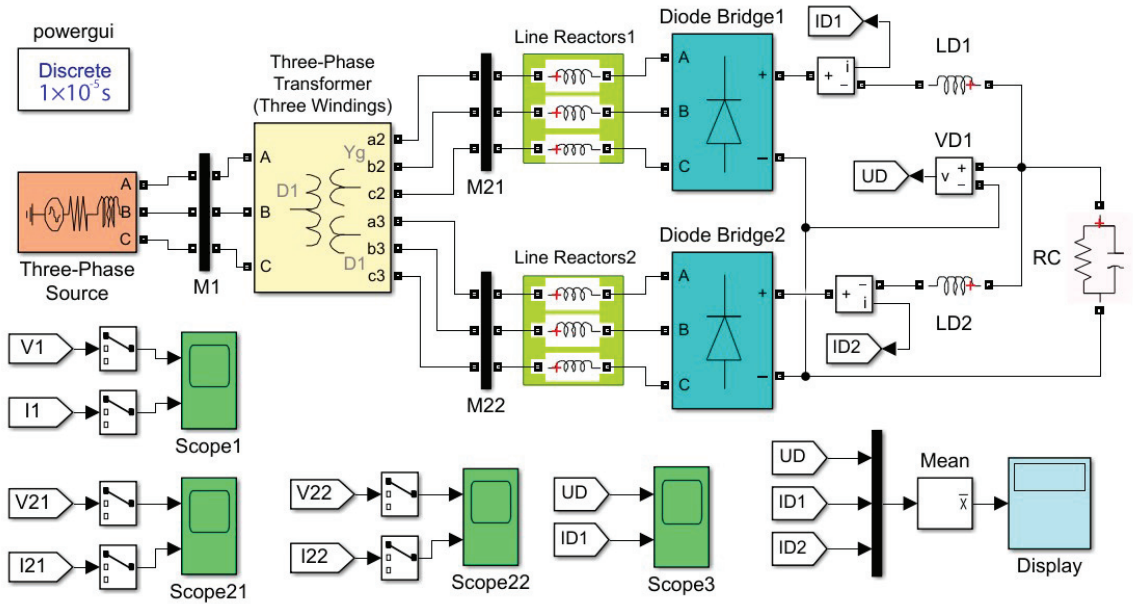 powergui
Discrete
1×10⁻⁵ s
Three-Phase
Source
A
B
C
M1
Three-Phase
Transformer
(Three Windings)
A
B
C
D1
Yg
D1
a2
b2
c2
a3
b3
c3
M21
M22
Line Reactors1
Line Reactors2
Diode Bridge1
A
B
C
+
−
Diode Bridge2
A
B
C
+
−
ID1
+
i
−
LD1
VD1
UD
v
+
−
RC
−
+
i
LD2
ID2
V1
I1
Scope1
V21
I21
Scope21
V22
I22
Scope22
UD
ID1
Scope3
UD
ID1
ID2
Mean
x̅
Display